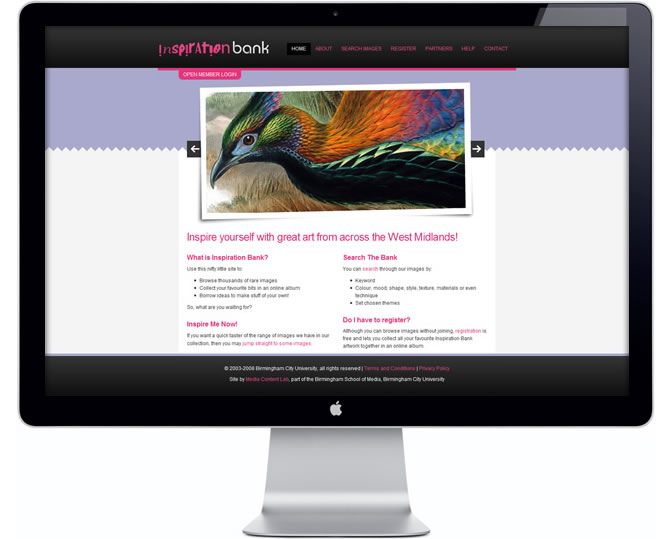 inspiration bank
HOME ABOUT SEARCH IMAGES REGISTER PARTNERS HELP CONTACT
OPEN MEMBER LOGIN
Inspire yourself with great art from across the West Midlands!
What is Inspiration Bank?
Use this nifty little site to:
Browse thousands of rare images
Collect your favourite bits in an online album
Borrow ideas to make stuff of your own!
So, what are you waiting for?
Inspire Me Now!
If you want a quick taster of the range of images we have in our
collection, then you may jump straight to some images.
Search The Bank
You can search through our images by:
Keyword
Colour, mood, shape, style, texture, materials or even
technique
Set chosen themes
Do I have to register?
Although you can browse images without joining, registration is
free and lets you collect all your favourite Inspiration Bank
artwork together in an online album.
© 2003-2008 Birmingham City University, all rights reserved | Terms and Conditions | Privacy Policy
Site by Media Content Lab, part of the Birmingham School of Media, Birmingham City University